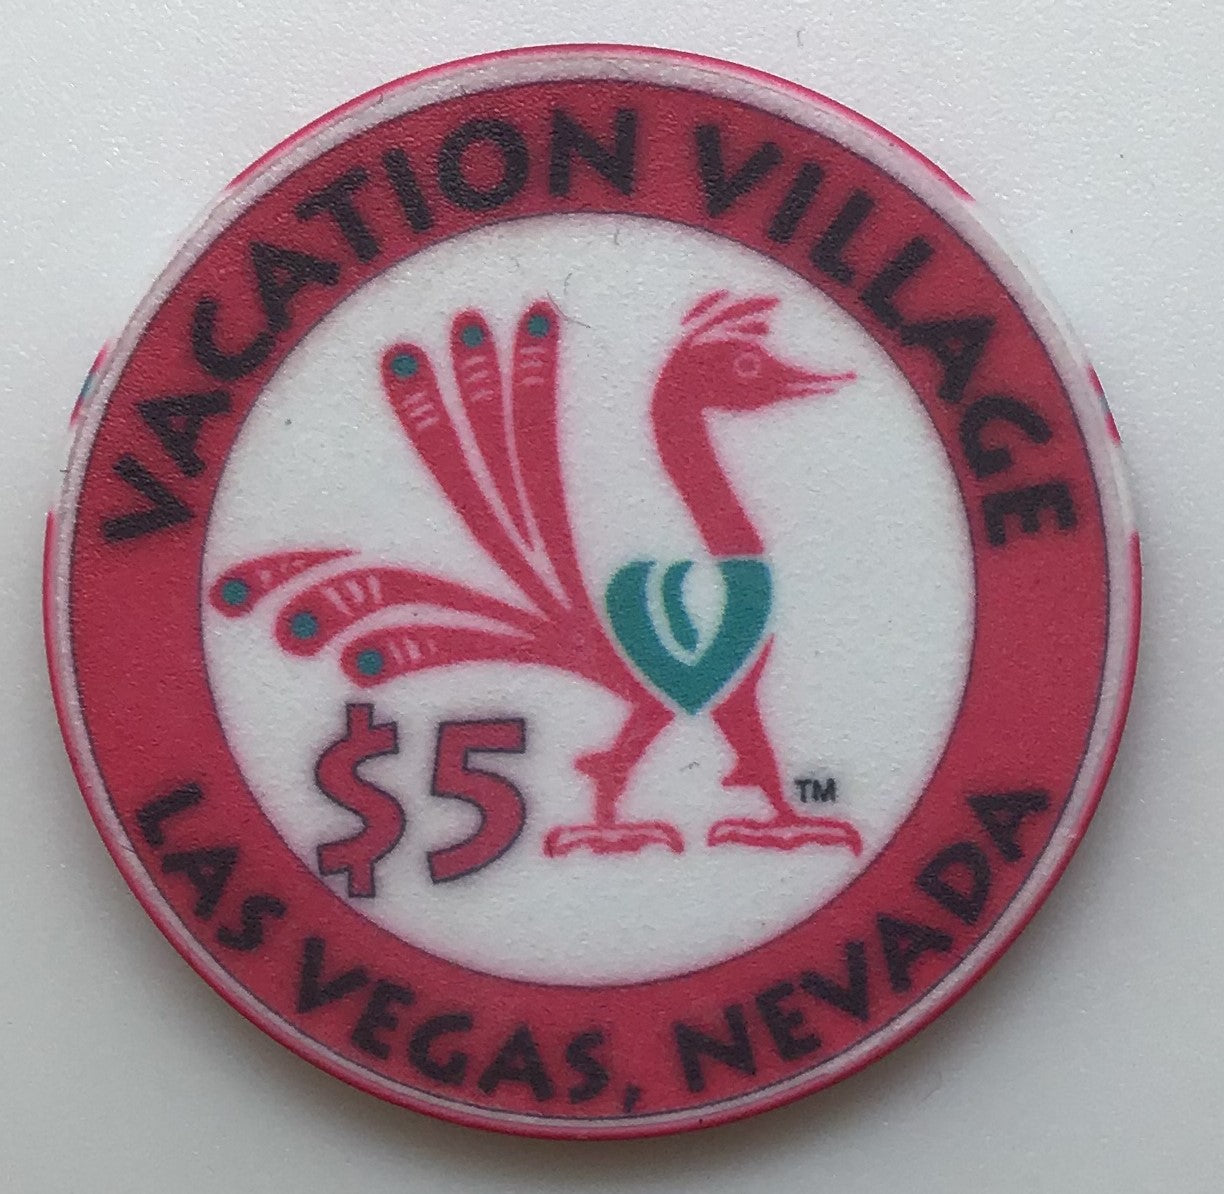 VACATION VILLAGE
$5
TM
LAS VEGAS, NEVADA